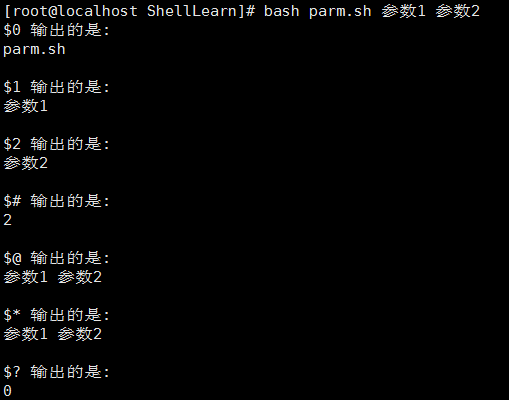 [root@localhost ShellLearn]# bash parm.sh 参数1 参数2
$0 输出的是:
parm.sh
$1 输出的是:
参数1
$2 输出的是:
参数2
$# 输出的是:
2
$@ 输出的是:
参数1 参数2
$* 输出的是:
参数1 参数2
$? 输出的是:
0